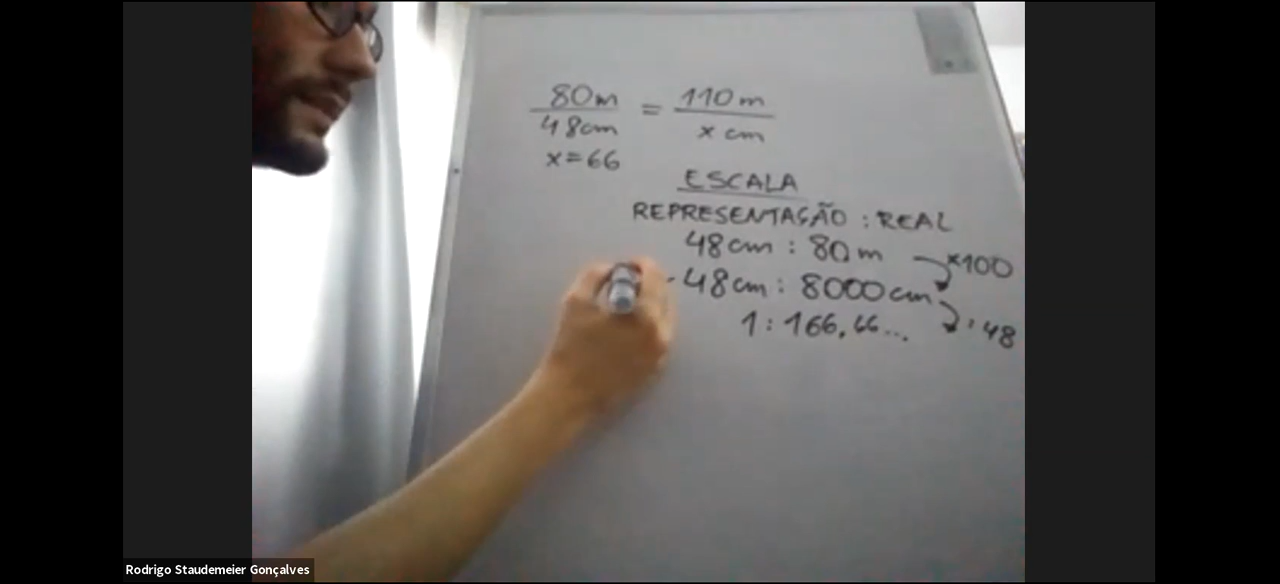 80m = 110m
48cm x cm
x=66
ESCALA
REPRESENTAÇÃO : REAL
48cm : 80m ×100
48cm : 8000cm
1 : 166,66... : 48
Rodrigo Staudemeier Gonçalves